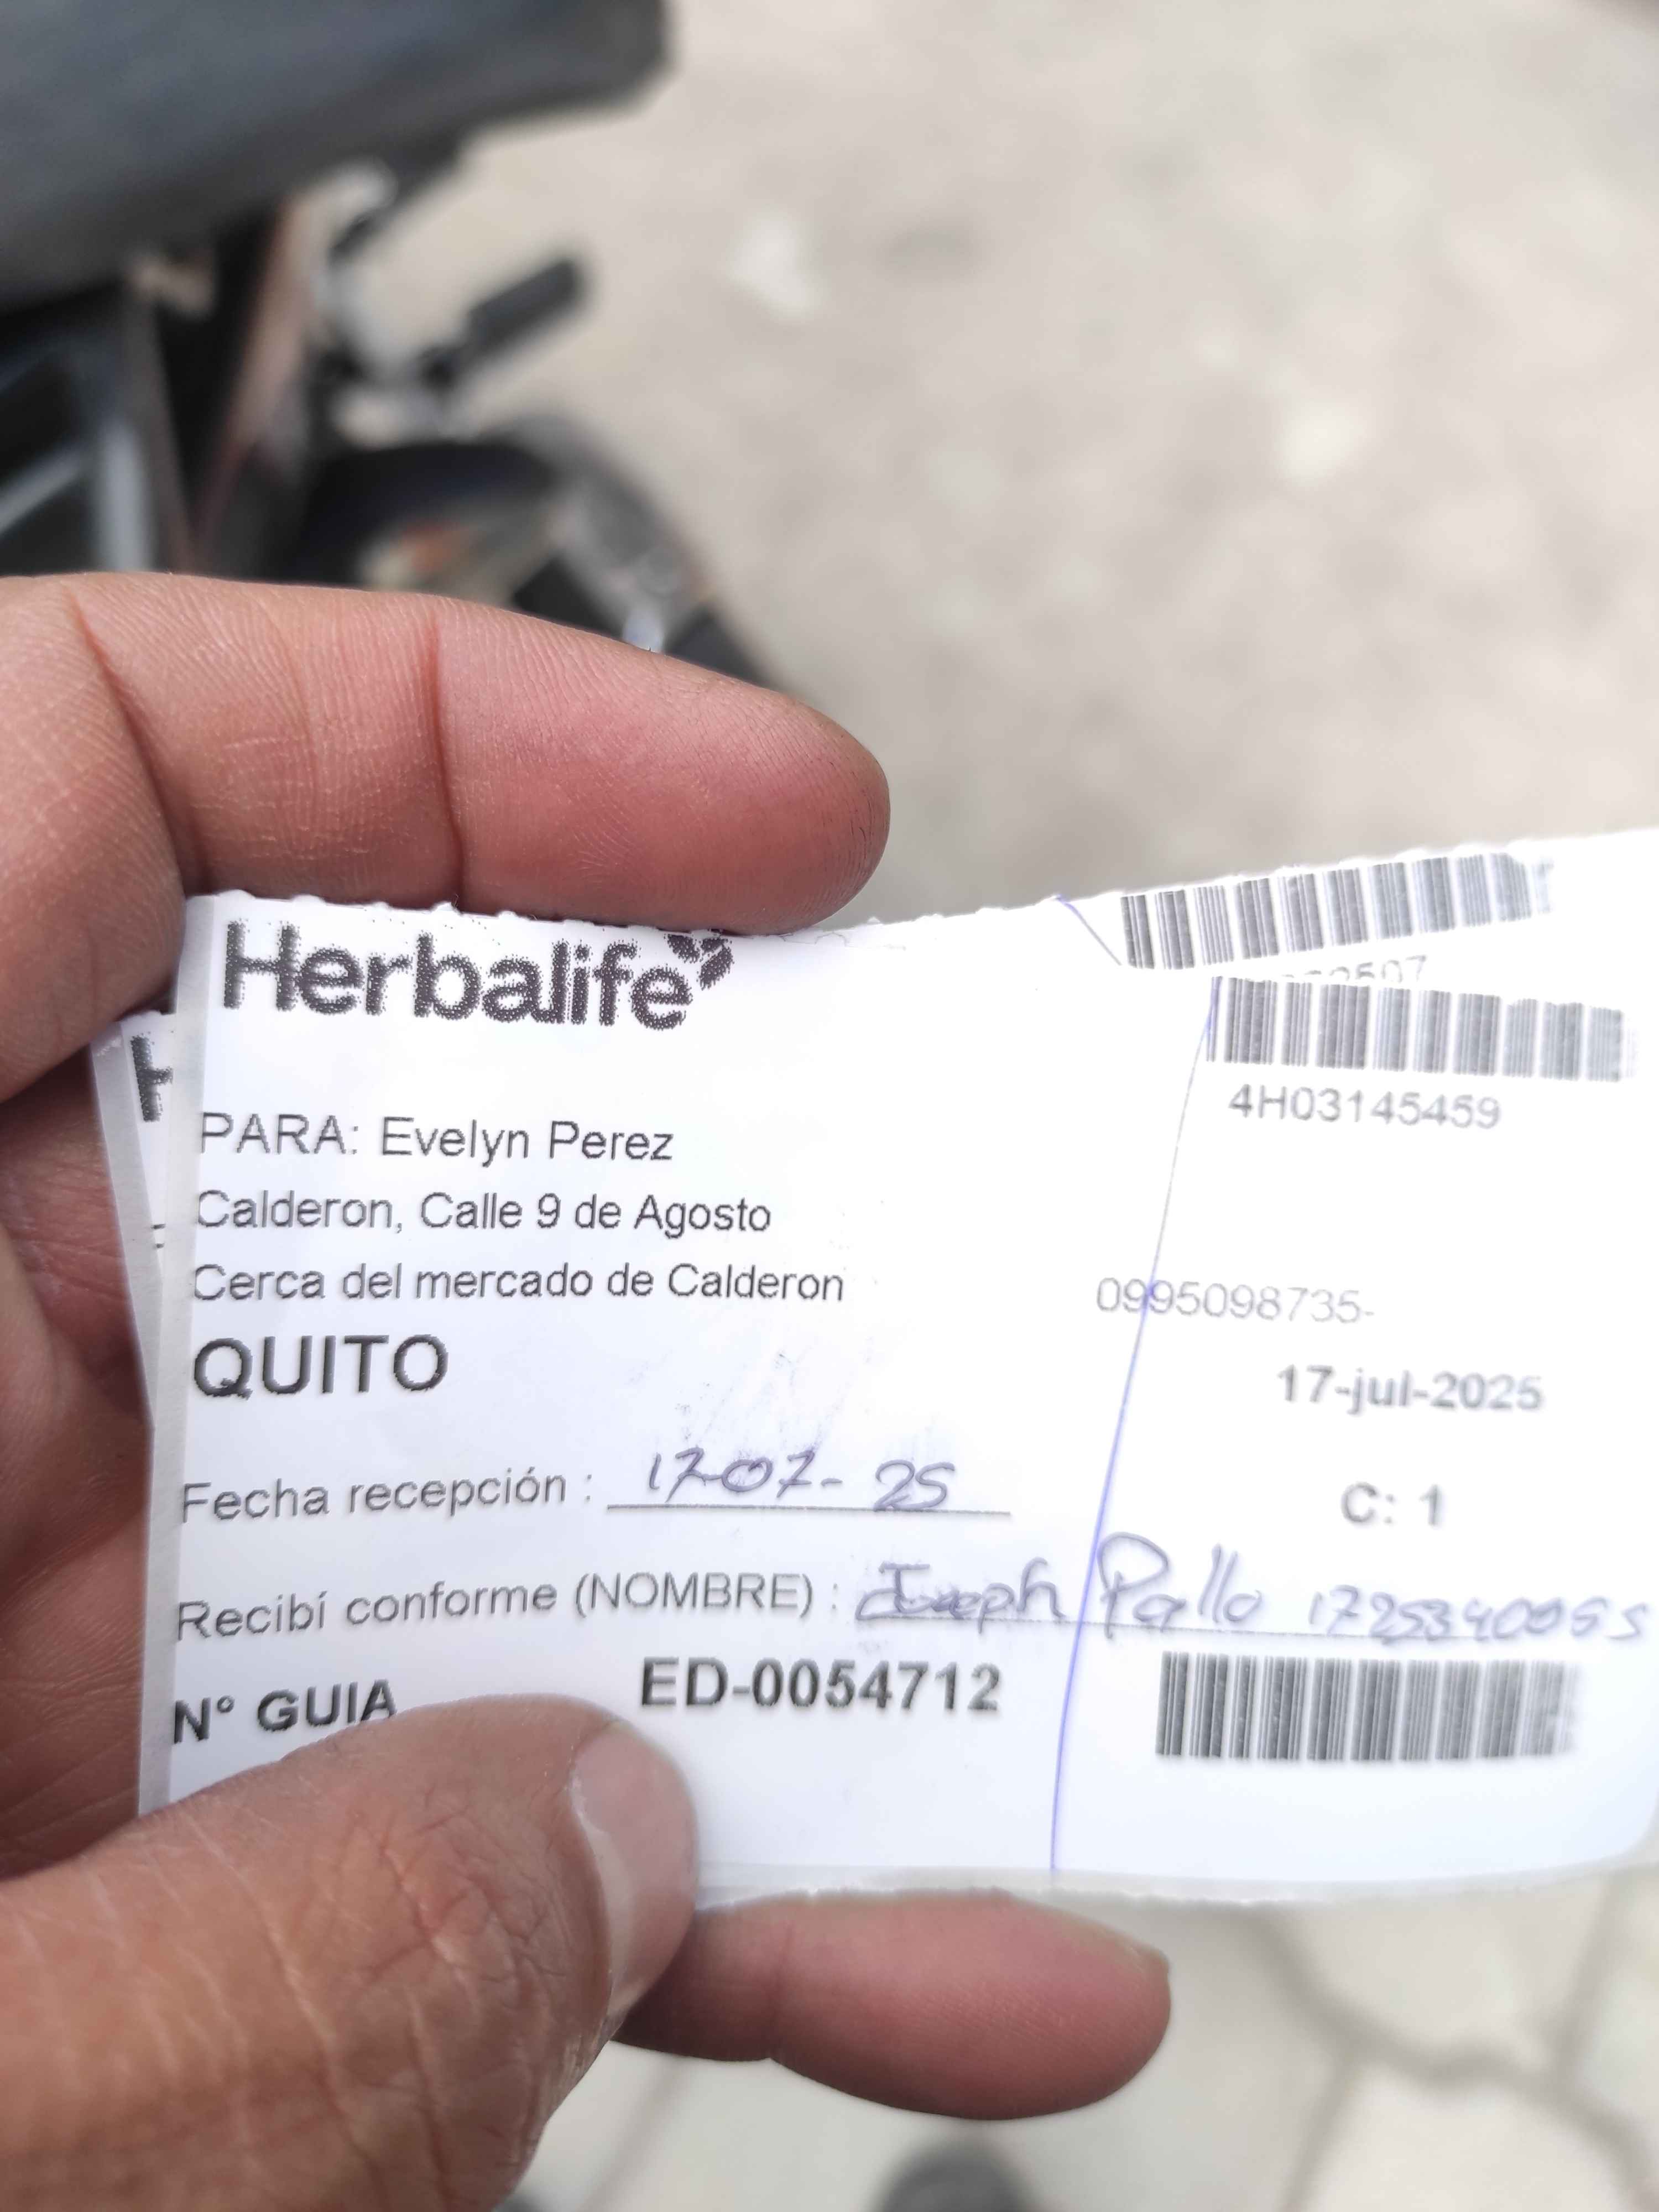 Herbalife
2507
4H03145459
PARA: Evelyn Perez
Calderon, Calle 9 de Agosto
Cerca del mercado de Calderon
0995098735-
QUITO
17-jul-2025
Fecha recepción : 17-07-25
C: 1
Recibí conforme (NOMBRE) : Joseph Pallo
N° GUIA ED-0054712
H